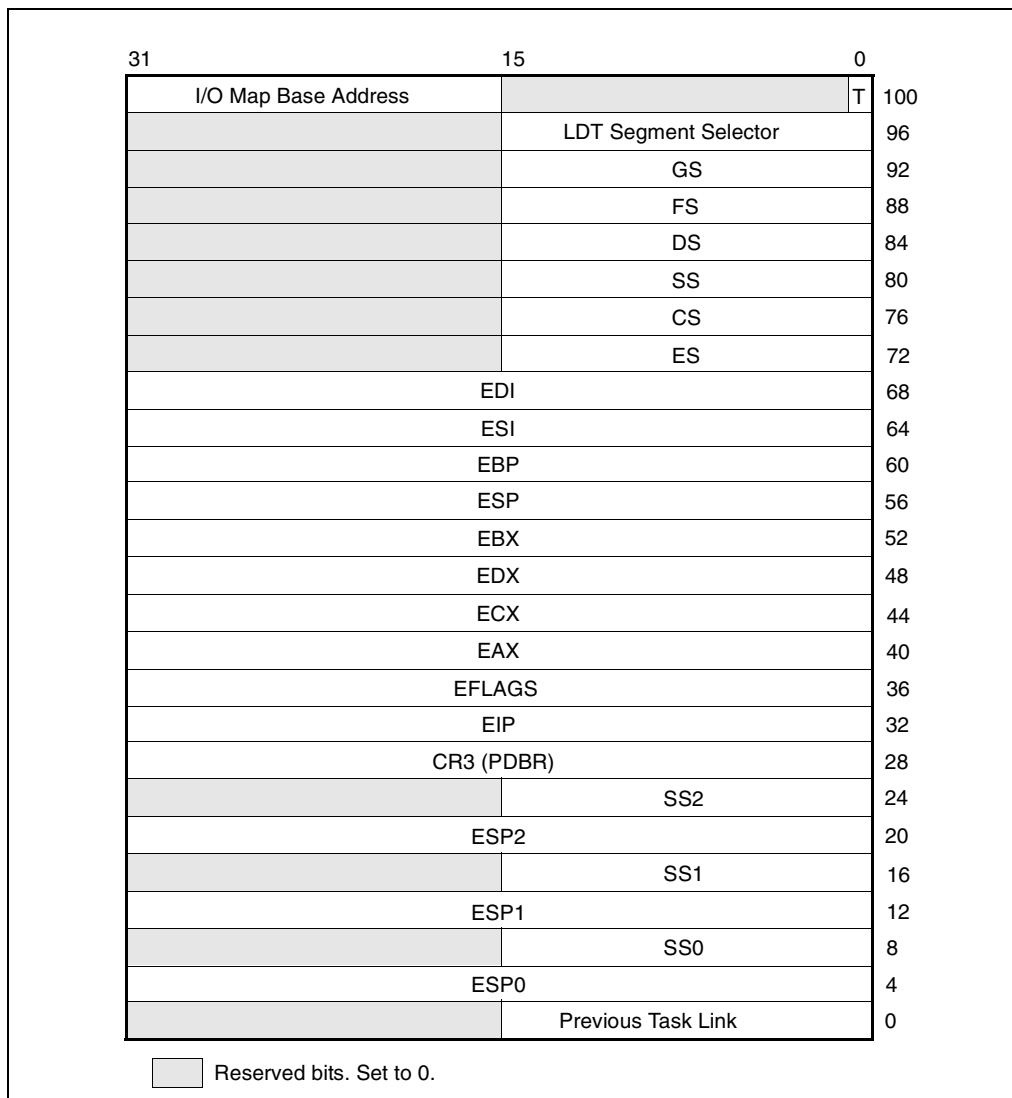 31 15 0
I/O Map Base Address T 100
LDT Segment Selector 96
GS 92
FS 88
DS 84
SS 80
CS 76
ES 72
EDI 68
ESI 64
EBP 60
ESP 56
EBX 52
EDX 48
ECX 44
EAX 40
EFLAGS 36
EIP 32
CR3 (PDBR) 28
SS2 24
ESP2 20
SS1 16
ESP1 12
SS0 8
ESP0 4
Previous Task Link 0
Reserved bits. Set to 0.